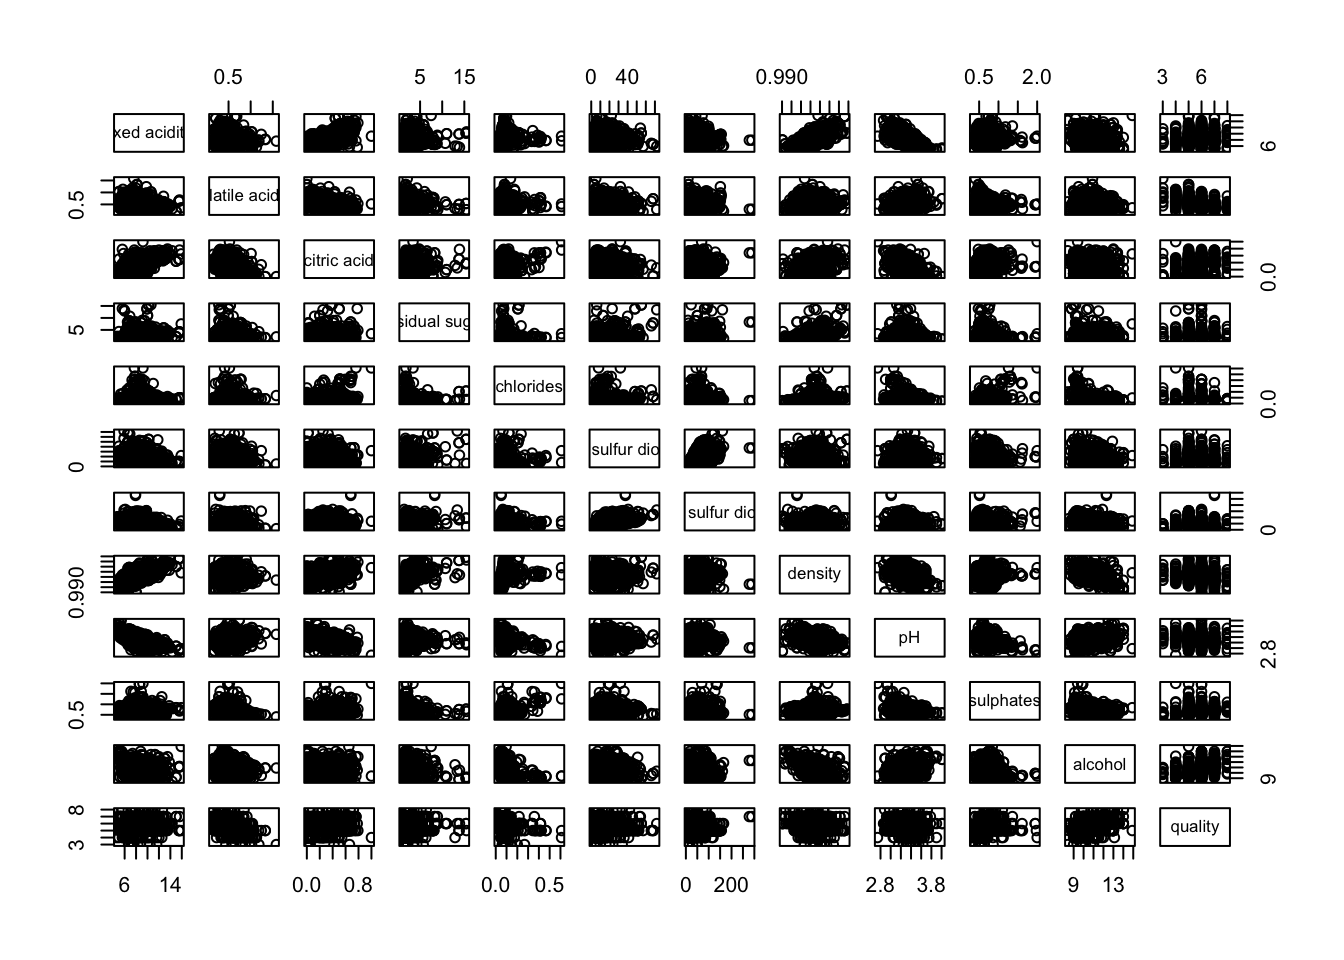 0.5 5 15 0 40 0.990 0.5 2.0 3 6
xed acidit 6
0.5 latile acid
citric acid 0.0
5 sidual sug
chlorides 0.0
0 sulfur dio
sulfur dio 0
0.990 density
pH 2.8
0.5 sulphates
alcohol 9
8 quality
3
6 14 0.0 0.8 0.0 0.5 0 200 2.8 3.8 9 13